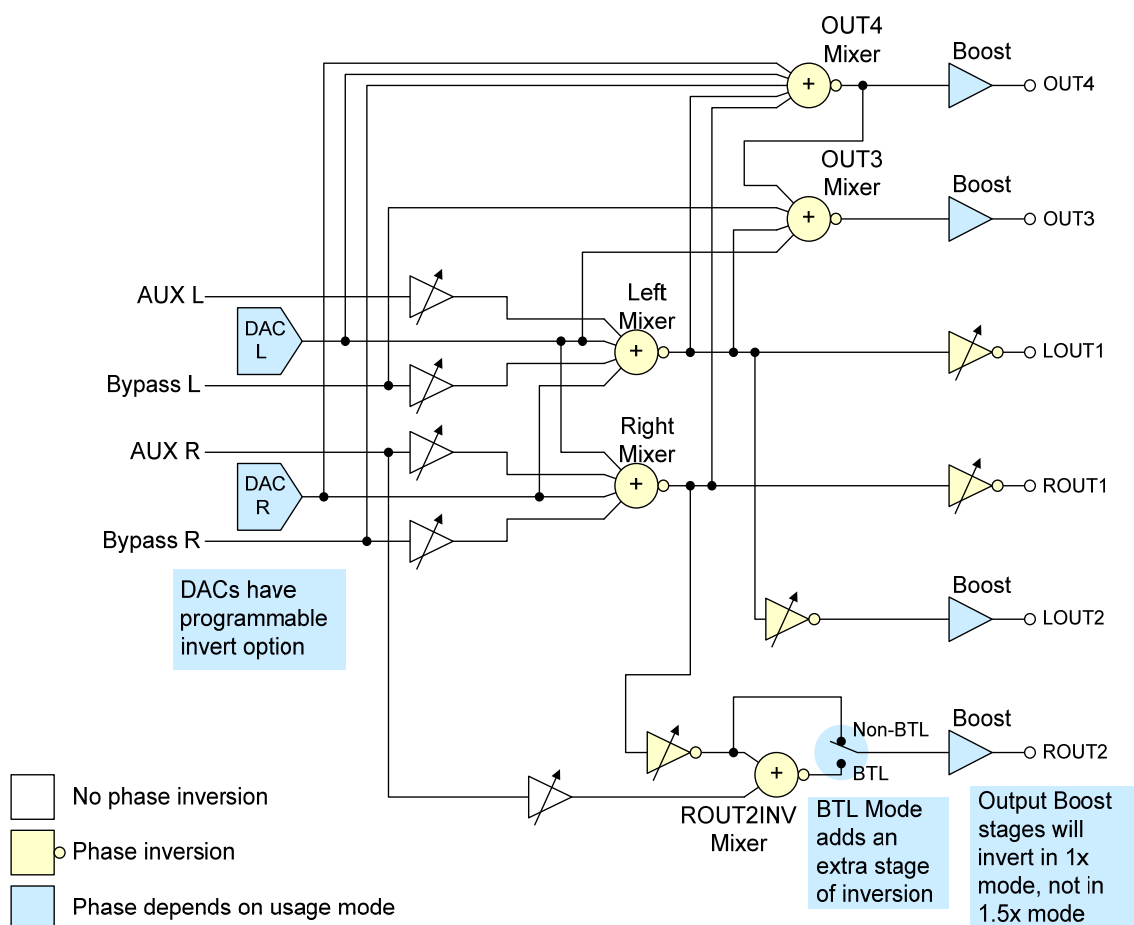 OUT4
Mixer
Boost
+
OUT4
OUT3
Mixer
Boost
+
OUT3
AUX L
Left
Mixer
DAC
L
+
LOUT1
Bypass L
AUX R
Right
Mixer
DAC
R
+
ROUT1
Bypass R
DACs have
programmable
invert option
Boost
LOUT2
Boost
Non-BTL
ROUT2
+
BTL
ROUT2INV
Mixer
BTL Mode
adds an
extra stage
of inversion
Output Boost
stages will
invert in 1x
mode, not in
1.5x mode
No phase inversion
Phase inversion
Phase depends on usage mode